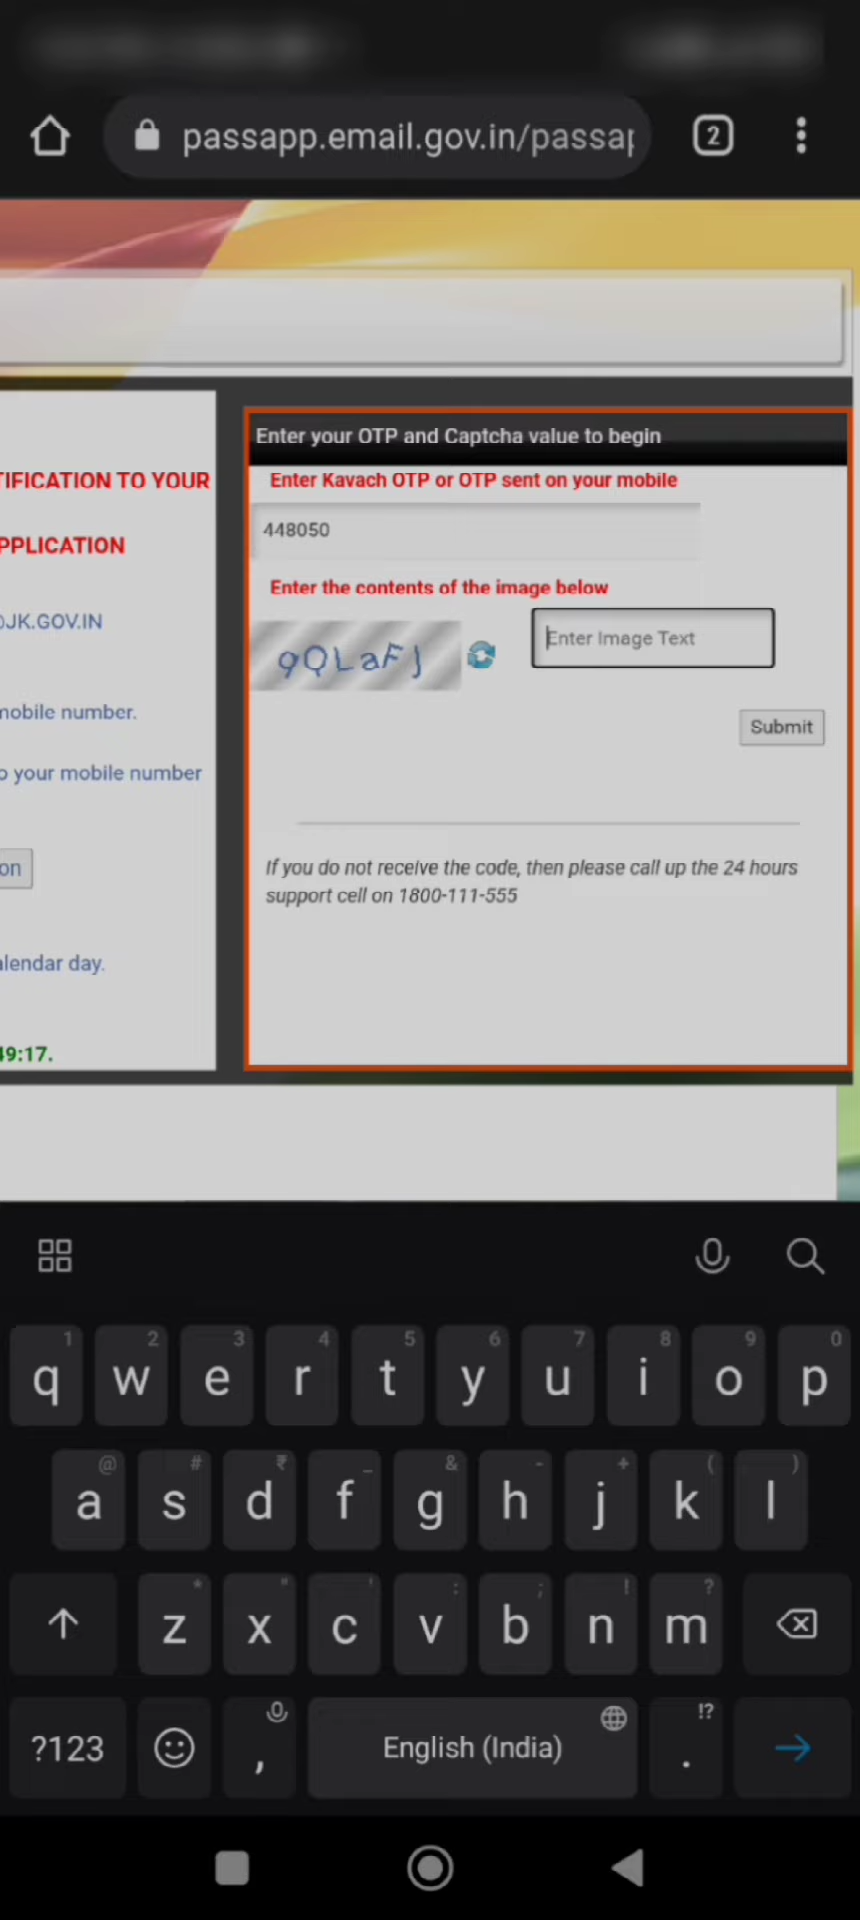 passapp.email.gov.in/passap
2
Enter your OTP and Captcha value to begin
TIFICATION TO YOUR
Enter Kavach OTP or OTP sent on your mobile
448050
PPLICATION
Enter the contents of the image below
@JK.GOV.IN
Enter Image Text
mobile number.
Submit
o your mobile number
on
If you do not receive the code, then please call up the 24 hours
support cell on 1800-111-555
alendar day.
49:17.
1 2 3 4 5 6 7 8 9 0
q w e r t y u i o p
@ # ₹ _ & - + ( )
a s d f g h j k l
* " ' : ; ! ?
z x c v b n m
!?
?123 , English (India) .